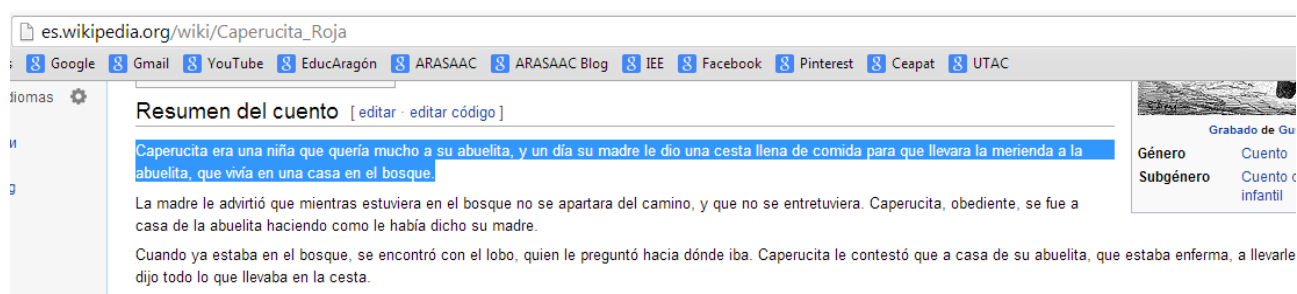 es.wikipedia.org/wiki/Caperucita_Roja
Google Gmail YouTube EducAragón ARASAAC ARASAAC Blog IEE Facebook Pinterest Ceapat UTAC
diomas
Resumen del cuento [ editar · editar código ]
Caperucita era una niña que quería mucho a su abuelita, y un día su madre le dio una cesta llena de comida para que llevara la merienda a la
abuelita, que vivía en una casa en el bosque.
La madre le advirtió que mientras estuviera en el bosque no se apartara del camino, y que no se entretuviera. Caperucita, obediente, se fue a
casa de la abuelita haciendo como le había dicho su madre.
Cuando ya estaba en el bosque, se encontró con el lobo, quien le preguntó hacia dónde iba. Caperucita le contestó que a casa de su abuelita, que estaba enferma, a llevarle
dijo todo lo que llevaba en la cesta.
Grabado de Gu
Género Cuento
Subgénero Cuento
infantil